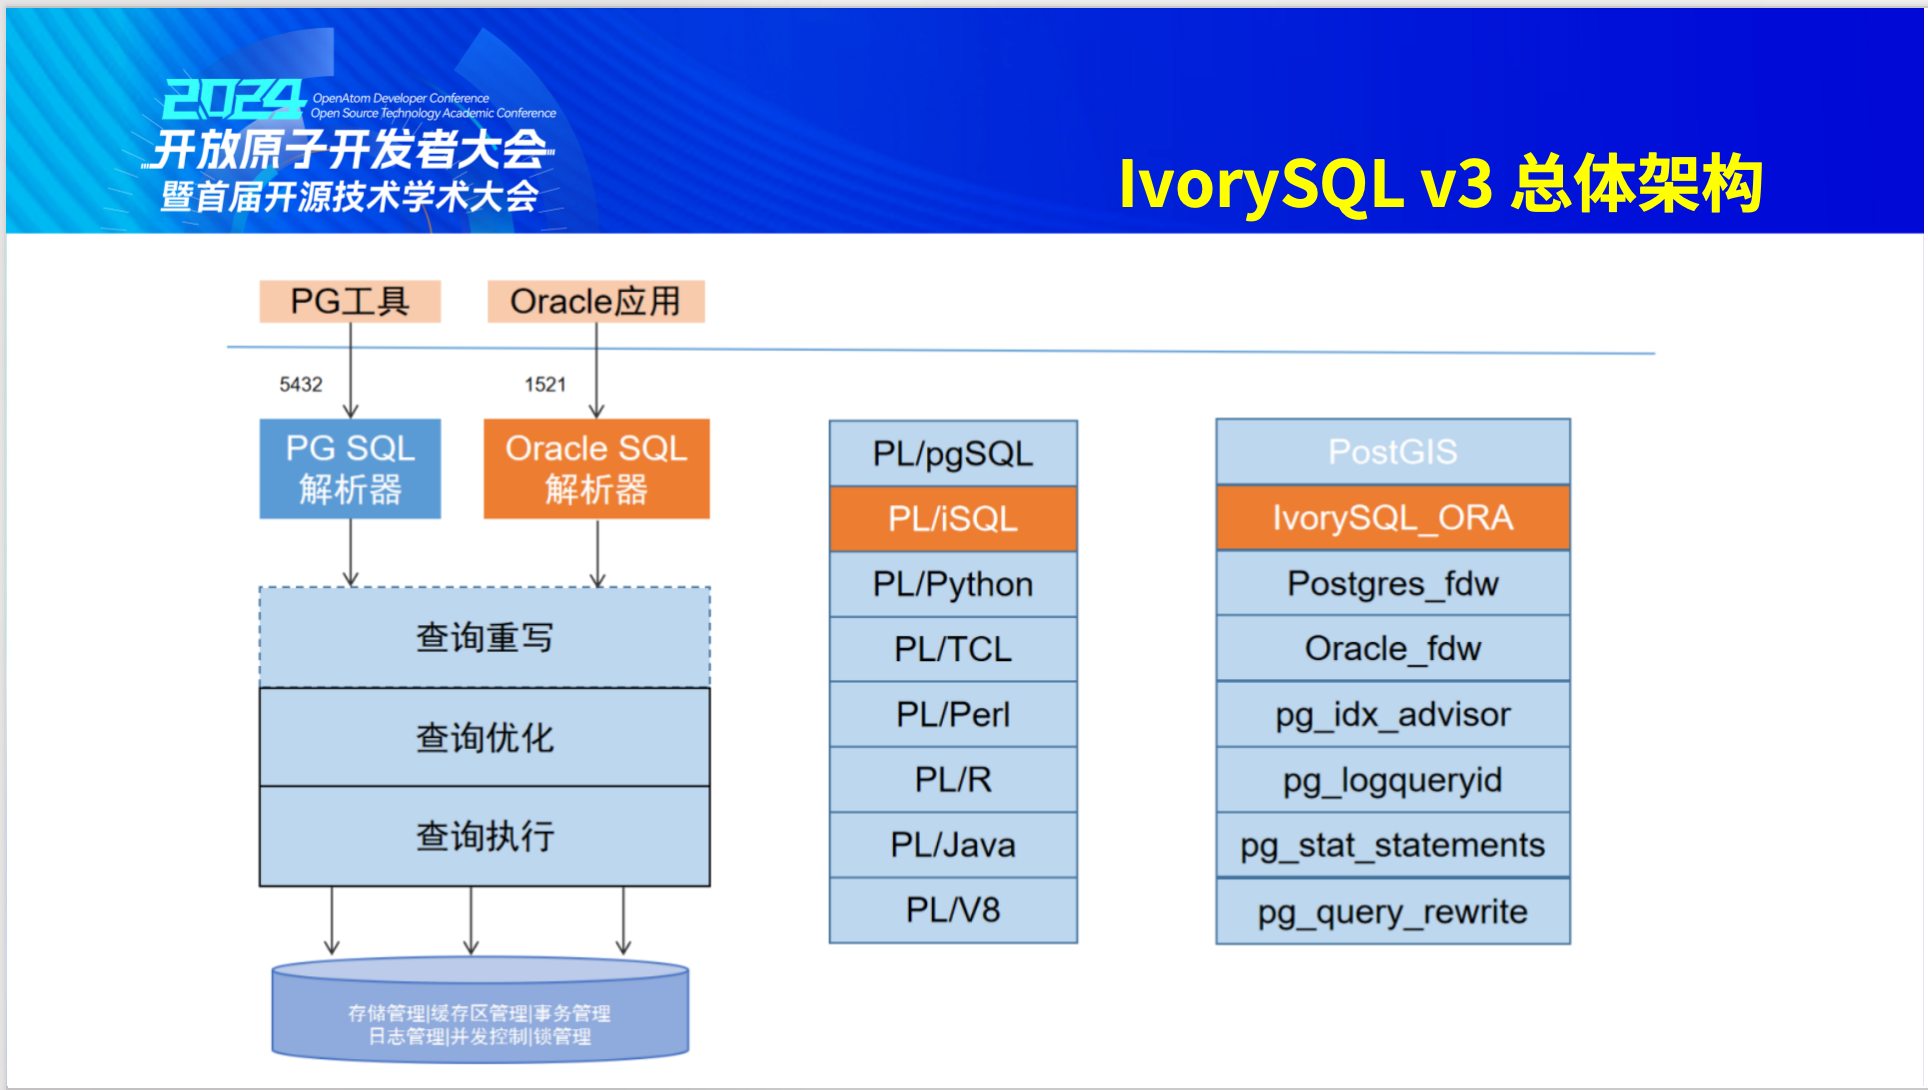 2024
OpenAtom Developer Conference
Open Source Technology Academic Conference
开放原子开发者大会
暨首届开源技术学术大会
IvorySQL v3 总体架构
PG工具
Oracle应用
5432
1521
PG SQL
解析器
Oracle SQL
解析器
查询重写
查询优化
查询执行
存储管理|缓存区管理|事务管理
日志管理|并发控制|锁管理
PL/pgSQL
PL/iSQL
PL/Python
PL/TCL
PL/Perl
PL/R
PL/Java
PL/V8
PostGIS
IvorySQL_ORA
Postgres_fdw
Oracle_fdw
pg_idx_advisor
pg_logqueryid
pg_stat_statements
pg_query_rewrite